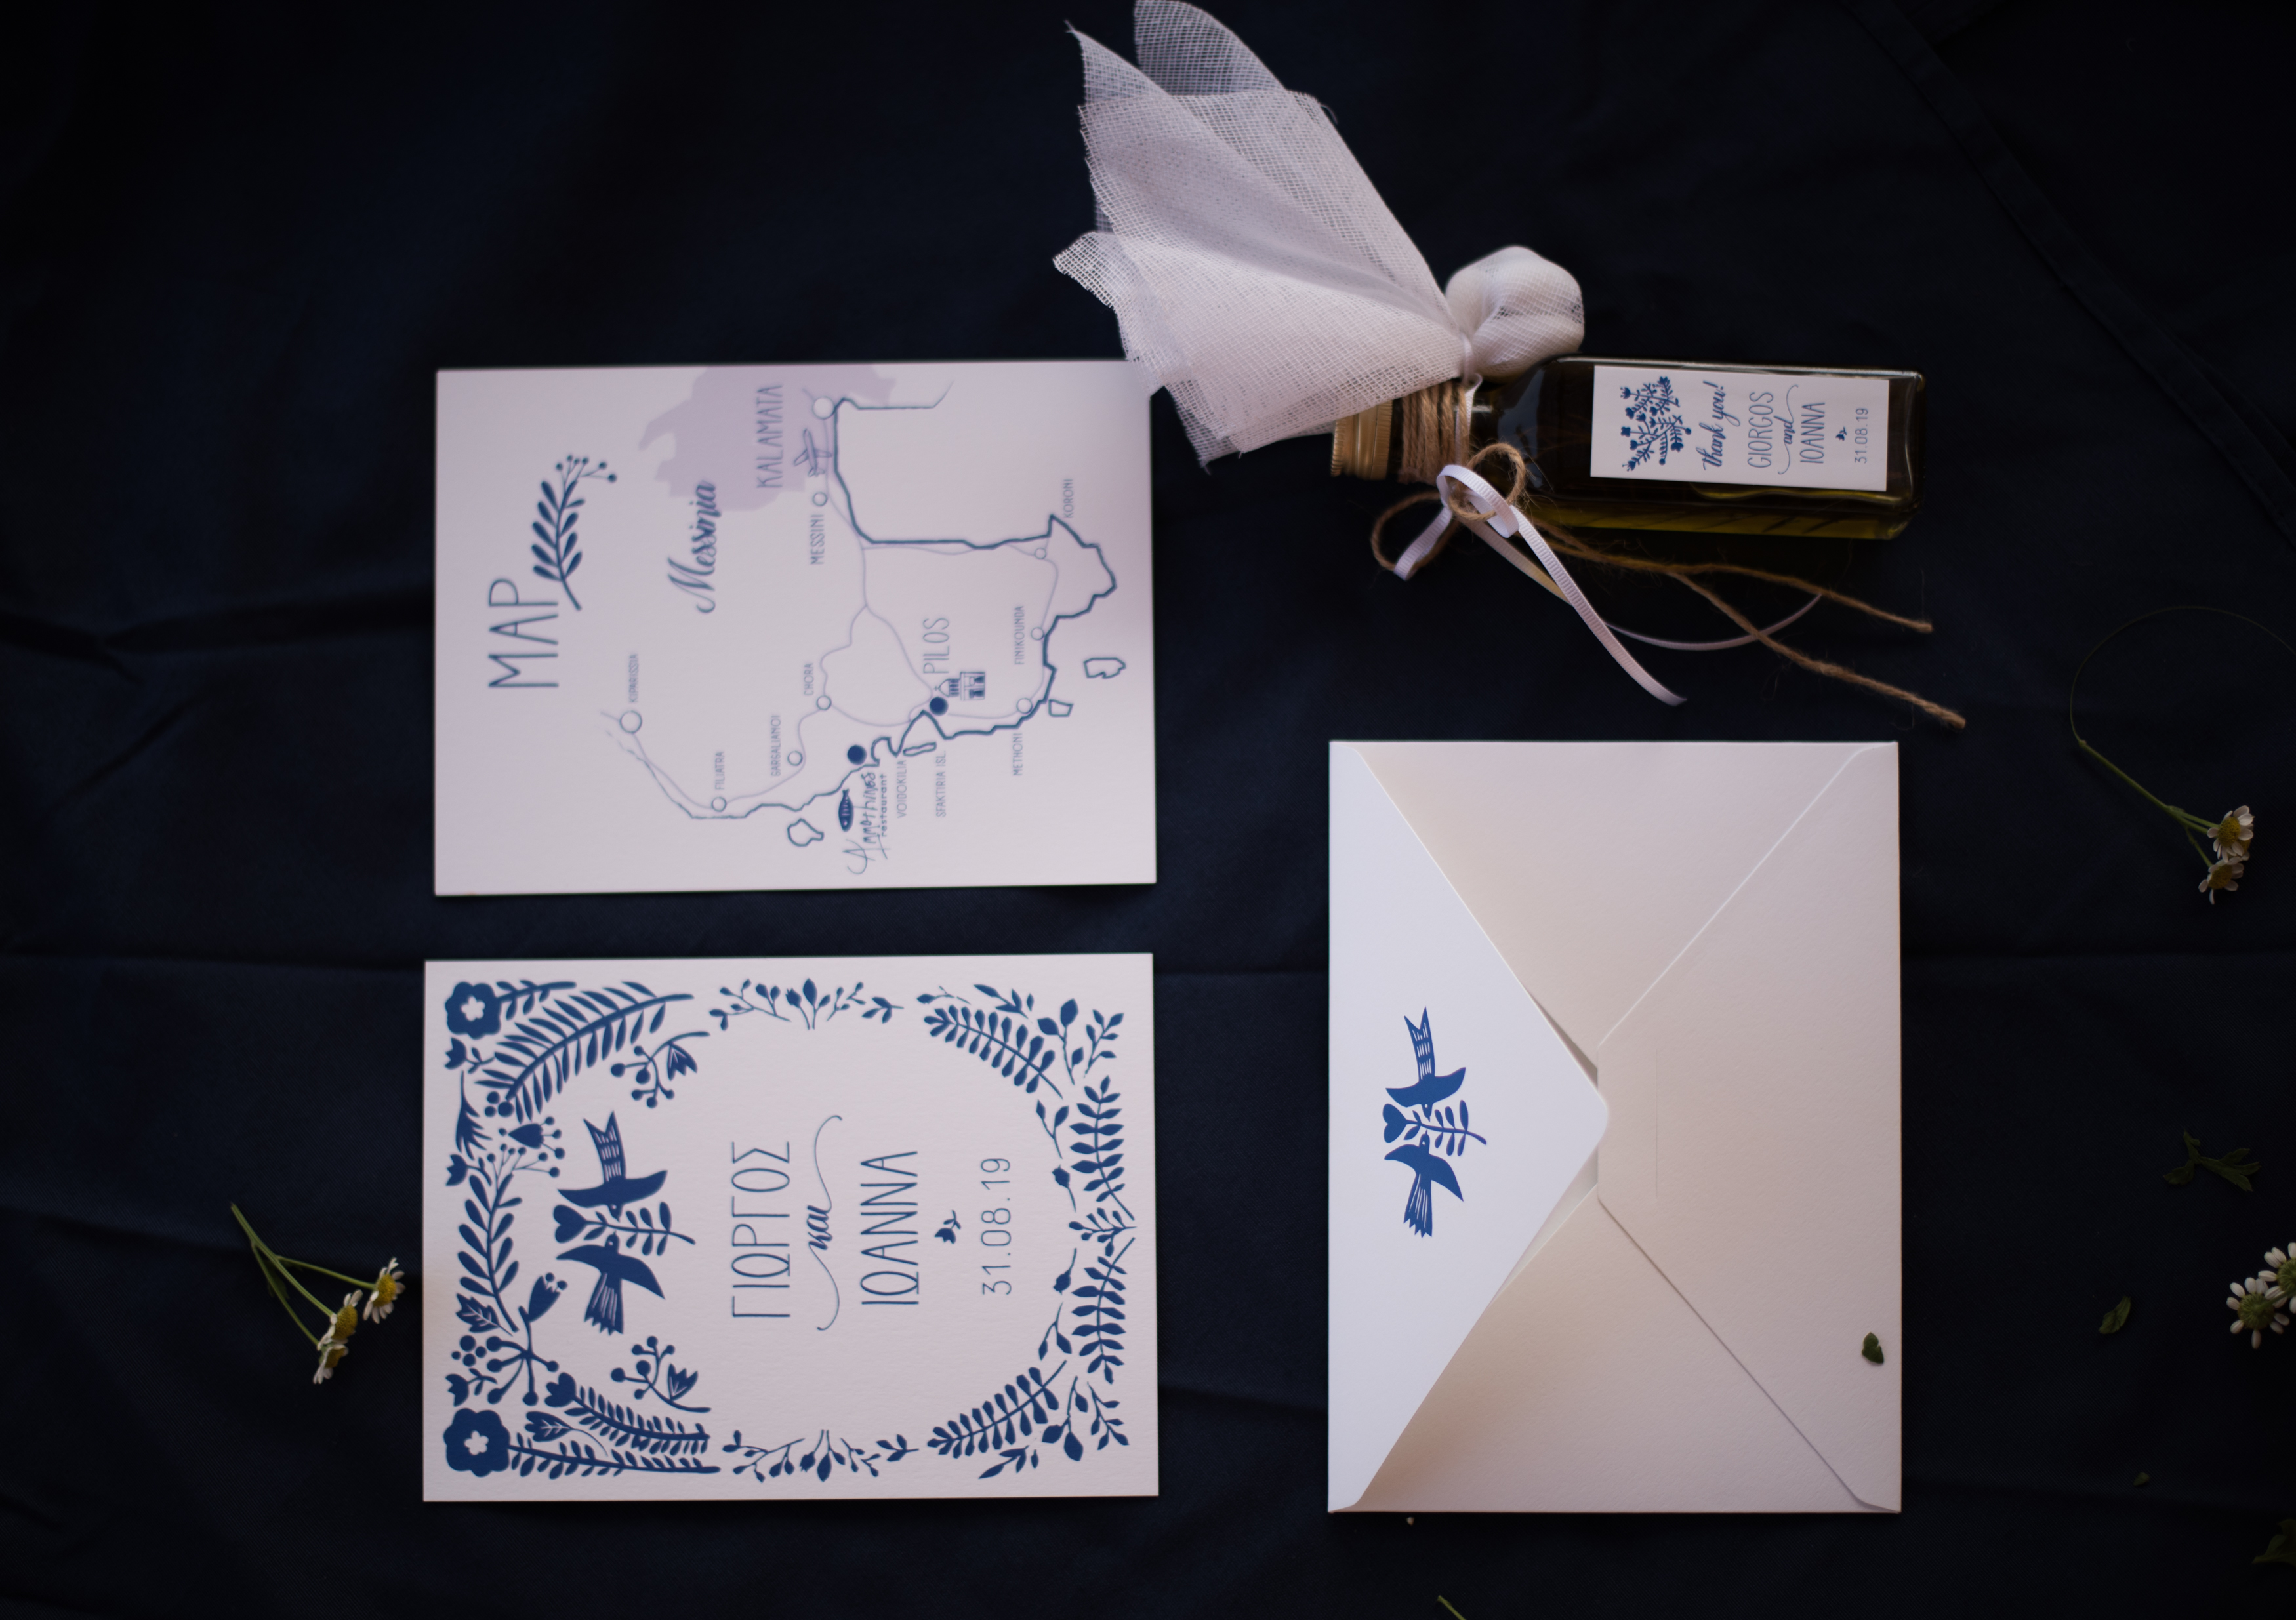 MAP
Messinia
KALAMATA
MESSINI
KORONI
KIPARISSIA
FILIATRA
GARGALIANOI
CHORA
PILOS
FINIKOUNDA
METHONI
VOIDOKILIA
SFAKTIRIA ISL
restaurant
thank you!
GIORGOS
and
IOANNA
31.08.19
ΓΙΩΡΓΟΣ
και
ΙΩΑΝΝΑ
31.08.19